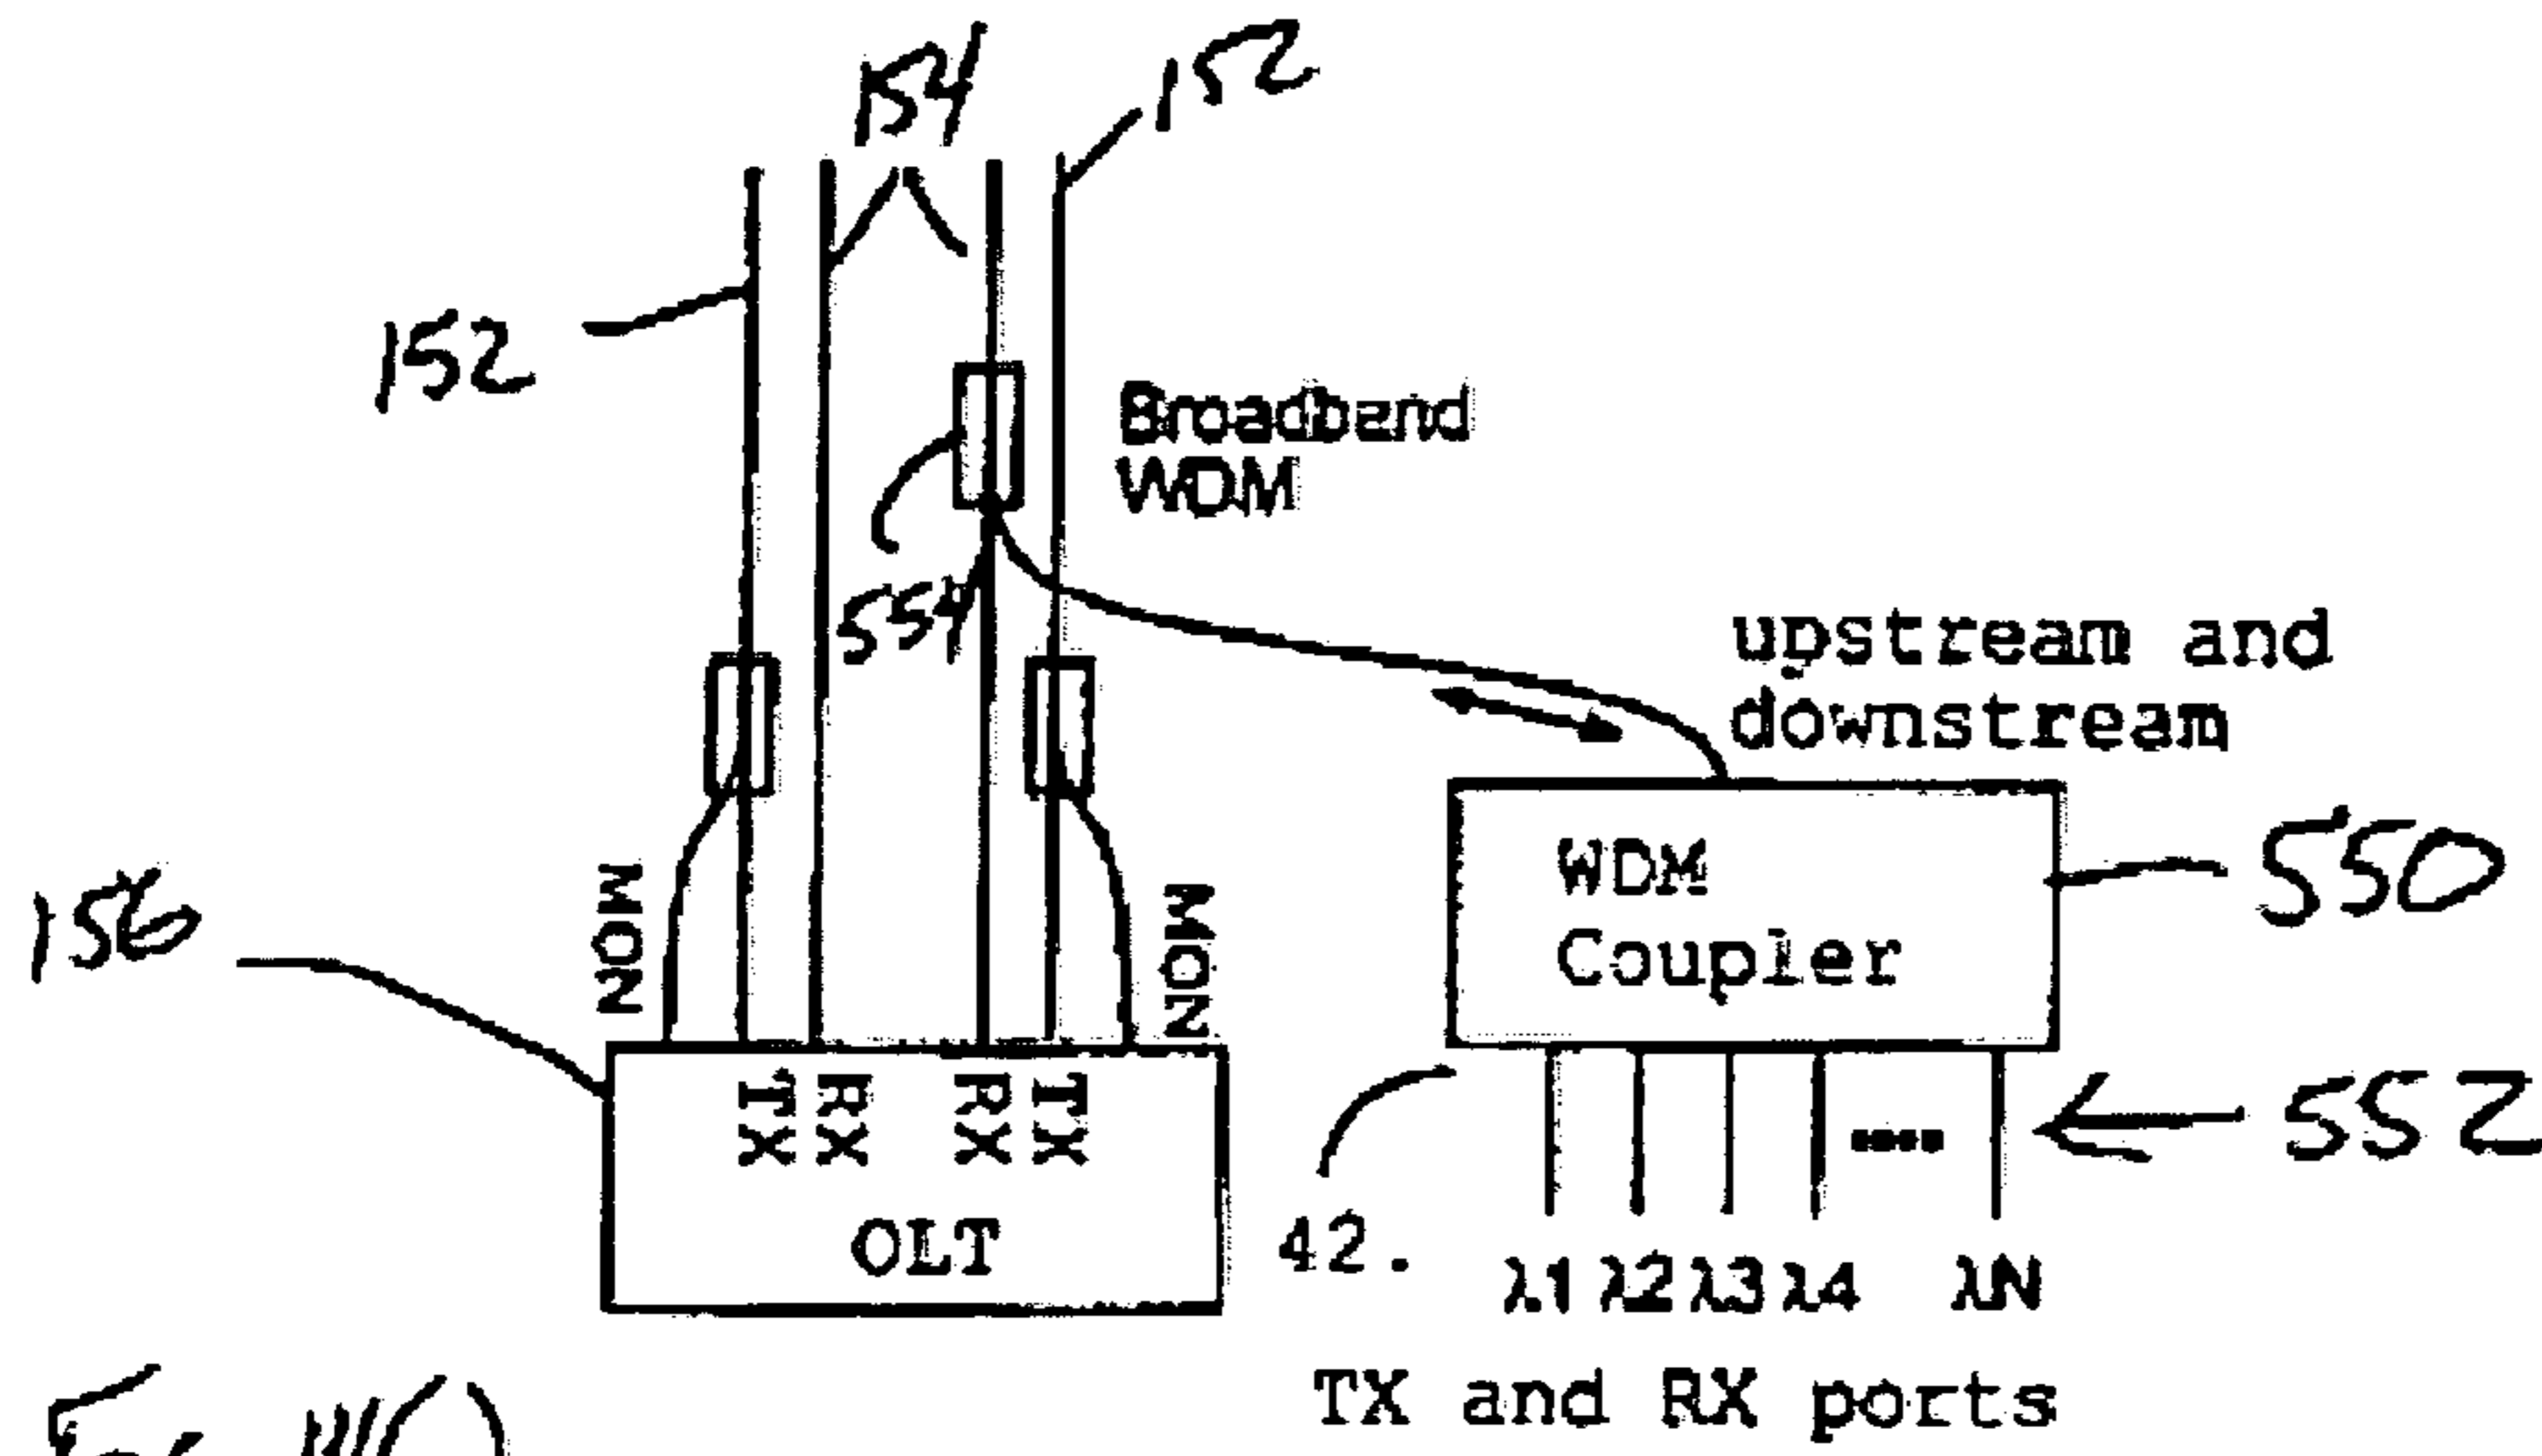 154
152
152
Broadband
WDM
554
upstream and
downstream
156
MON
MON
WDM
Coupler
550
TX RX RX TX
552
OLT
42.
λ1 λ2 λ3 λ4 ---- λN
TX and RX ports